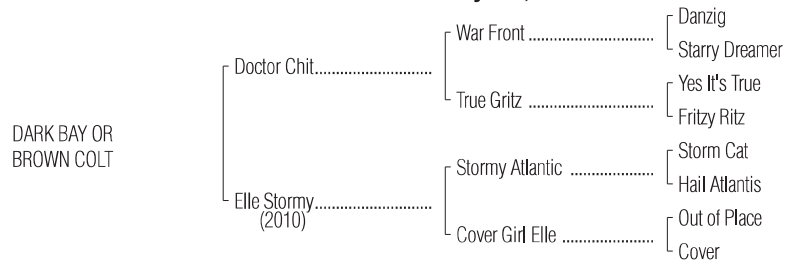 Danzig
War Front ..............................
Starry Dreamer
Doctor Chit....................................
Yes It's True
True Gritz ..............................
Fritzy Ritz
DARK BAY OR
BROWN COLT
Storm Cat
Stormy Atlantic ....................
Hail Atlantis
Elle Stormy....................................
(2010)
Out of Place
Cover Girl Elle ......................
Cover